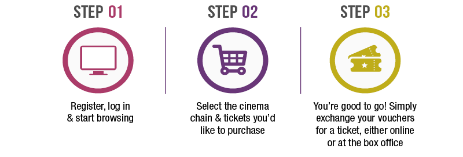 STEP 01
Register, log in
& start browsing
STEP 02
Select the cinema
chain & tickets you'd
like to purchase
STEP 03
You're good to go! Simply
exchange your vouchers
for a ticket, either online
or at the box office